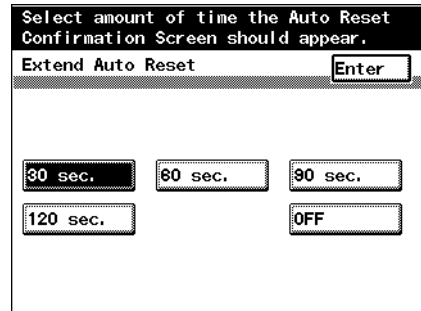 Select amount of time the Auto Reset
Confirmation Screen should appear.
Extend Auto Reset
Enter
30 sec.
60 sec.
90 sec.
120 sec.
OFF